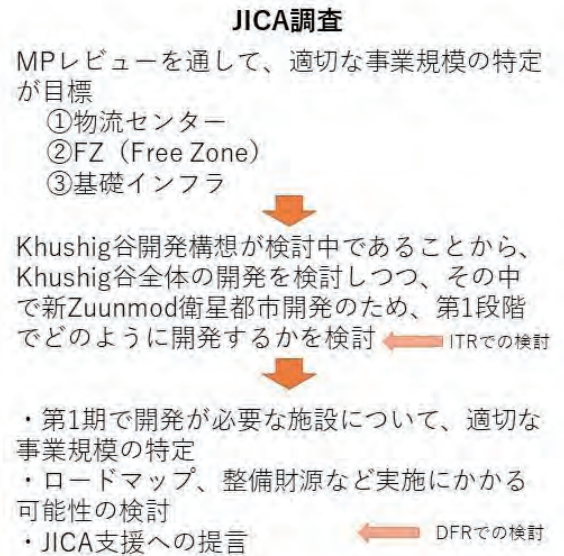 JICA調査
MPレビューを通して、適切な事業規模の特定
が目標
①物流センター
②FZ（Free Zone）
③基礎インフラ
Khushig谷開発構想が検討中であることから、
Khushig谷全体の開発を検討しつつ、その中
で新Zuunmod衛星都市開発のため、第1段階
でどのように開発するかを検討 ITRでの検討
・第1期で開発が必要な施設について、適切な
事業規模の特定
・ロードマップ、整備財源など実施にかかる
可能性の検討
・JICA支援への提言 DFRでの検討